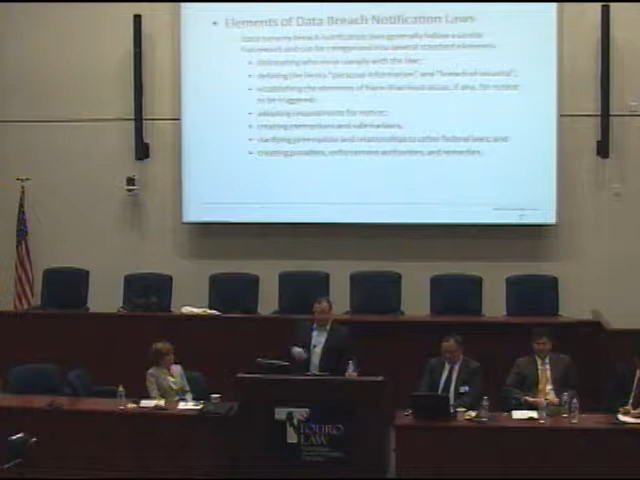 • Elements of Data Breach Notification Laws
Data security breach notification laws generally follow a similar
framework and can be categorized into several standard elements:
• delineating who must comply with the law;
• defining the terms "personal information" and "breach of security";
• establishing the elements of harm that must occur, if any, for notice
to be triggered;
• adopting requirements for notice;
• creating exemptions and safe harbors;
• clarifying preemption and relationships to other federal laws; and
• creating penalties, enforcement authorities, and remedies.
TOURO
LAW